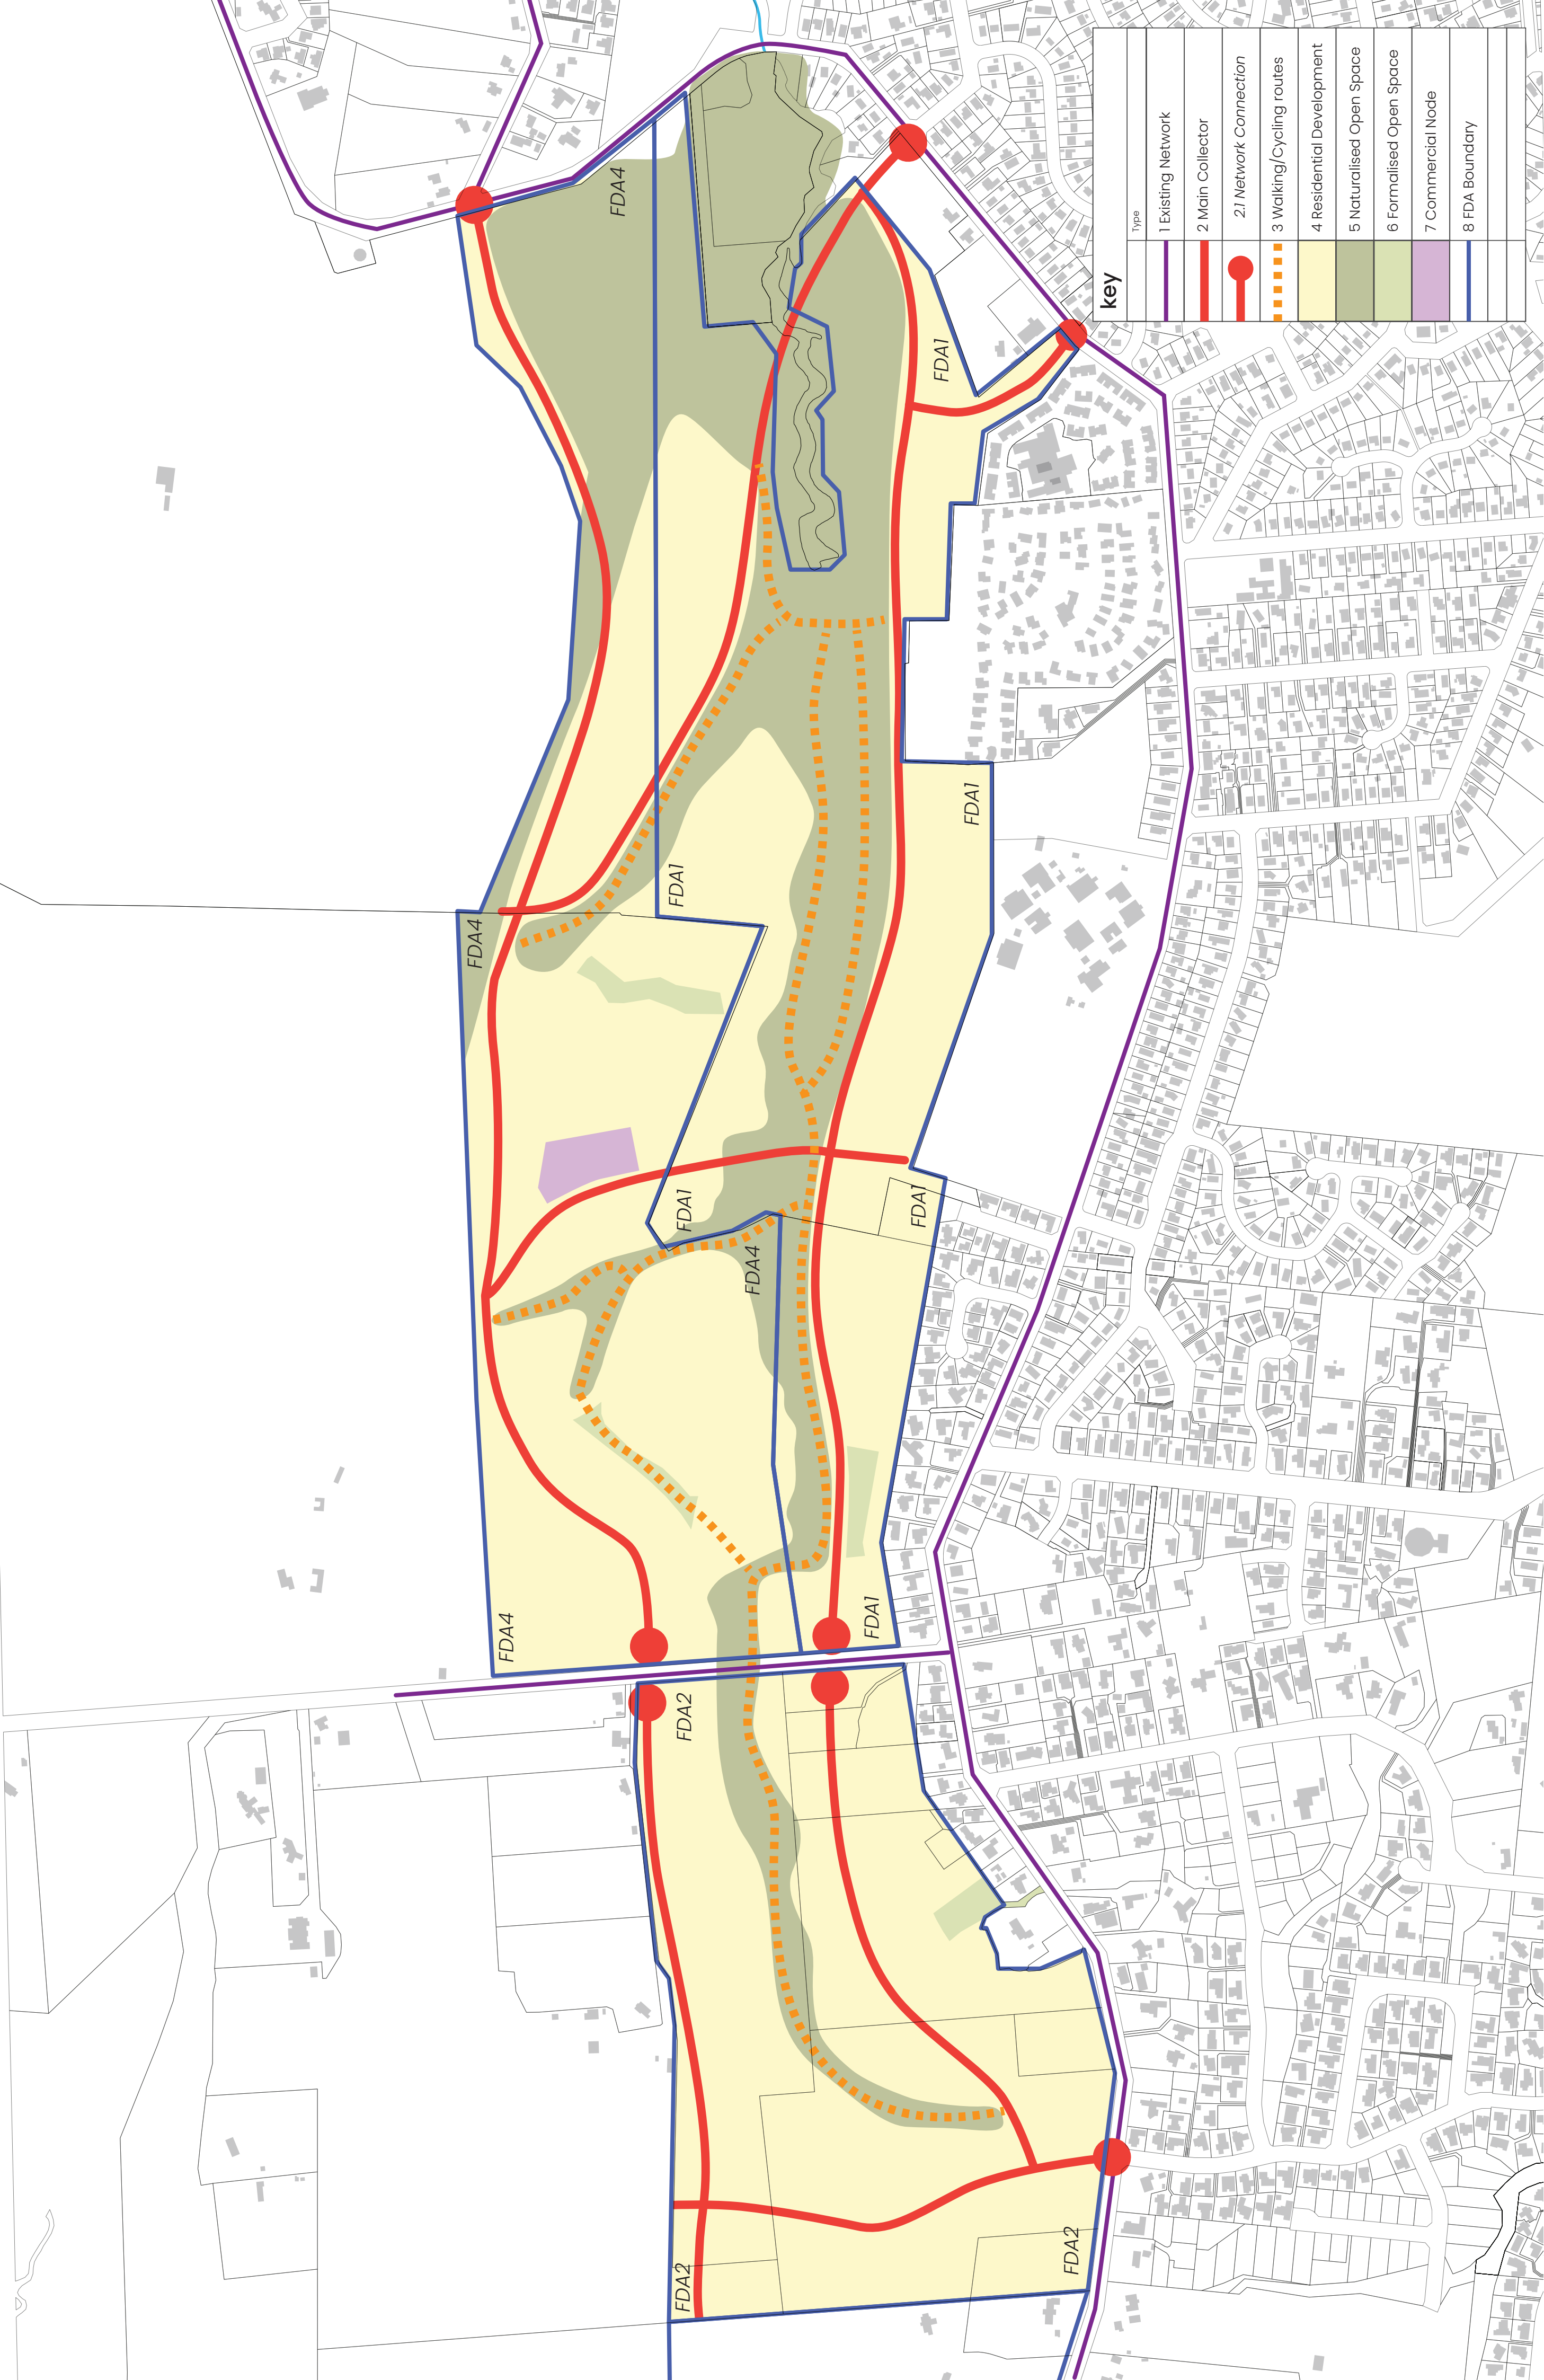 key
Type
1 Existing Network
2 Main Collector
2.1 Network Connection
3 Walking/Cycling routes
4 Residential Development
5 Naturalised Open Space
6 Formalised Open Space
7 Commercial Node
8 FDA Boundary
FDA4
FDA1
FDA1
FDA1
FDA4
FDA1
FDA1
FDA4
FDA4
FDA1
FDA2
FDA2
FDA2